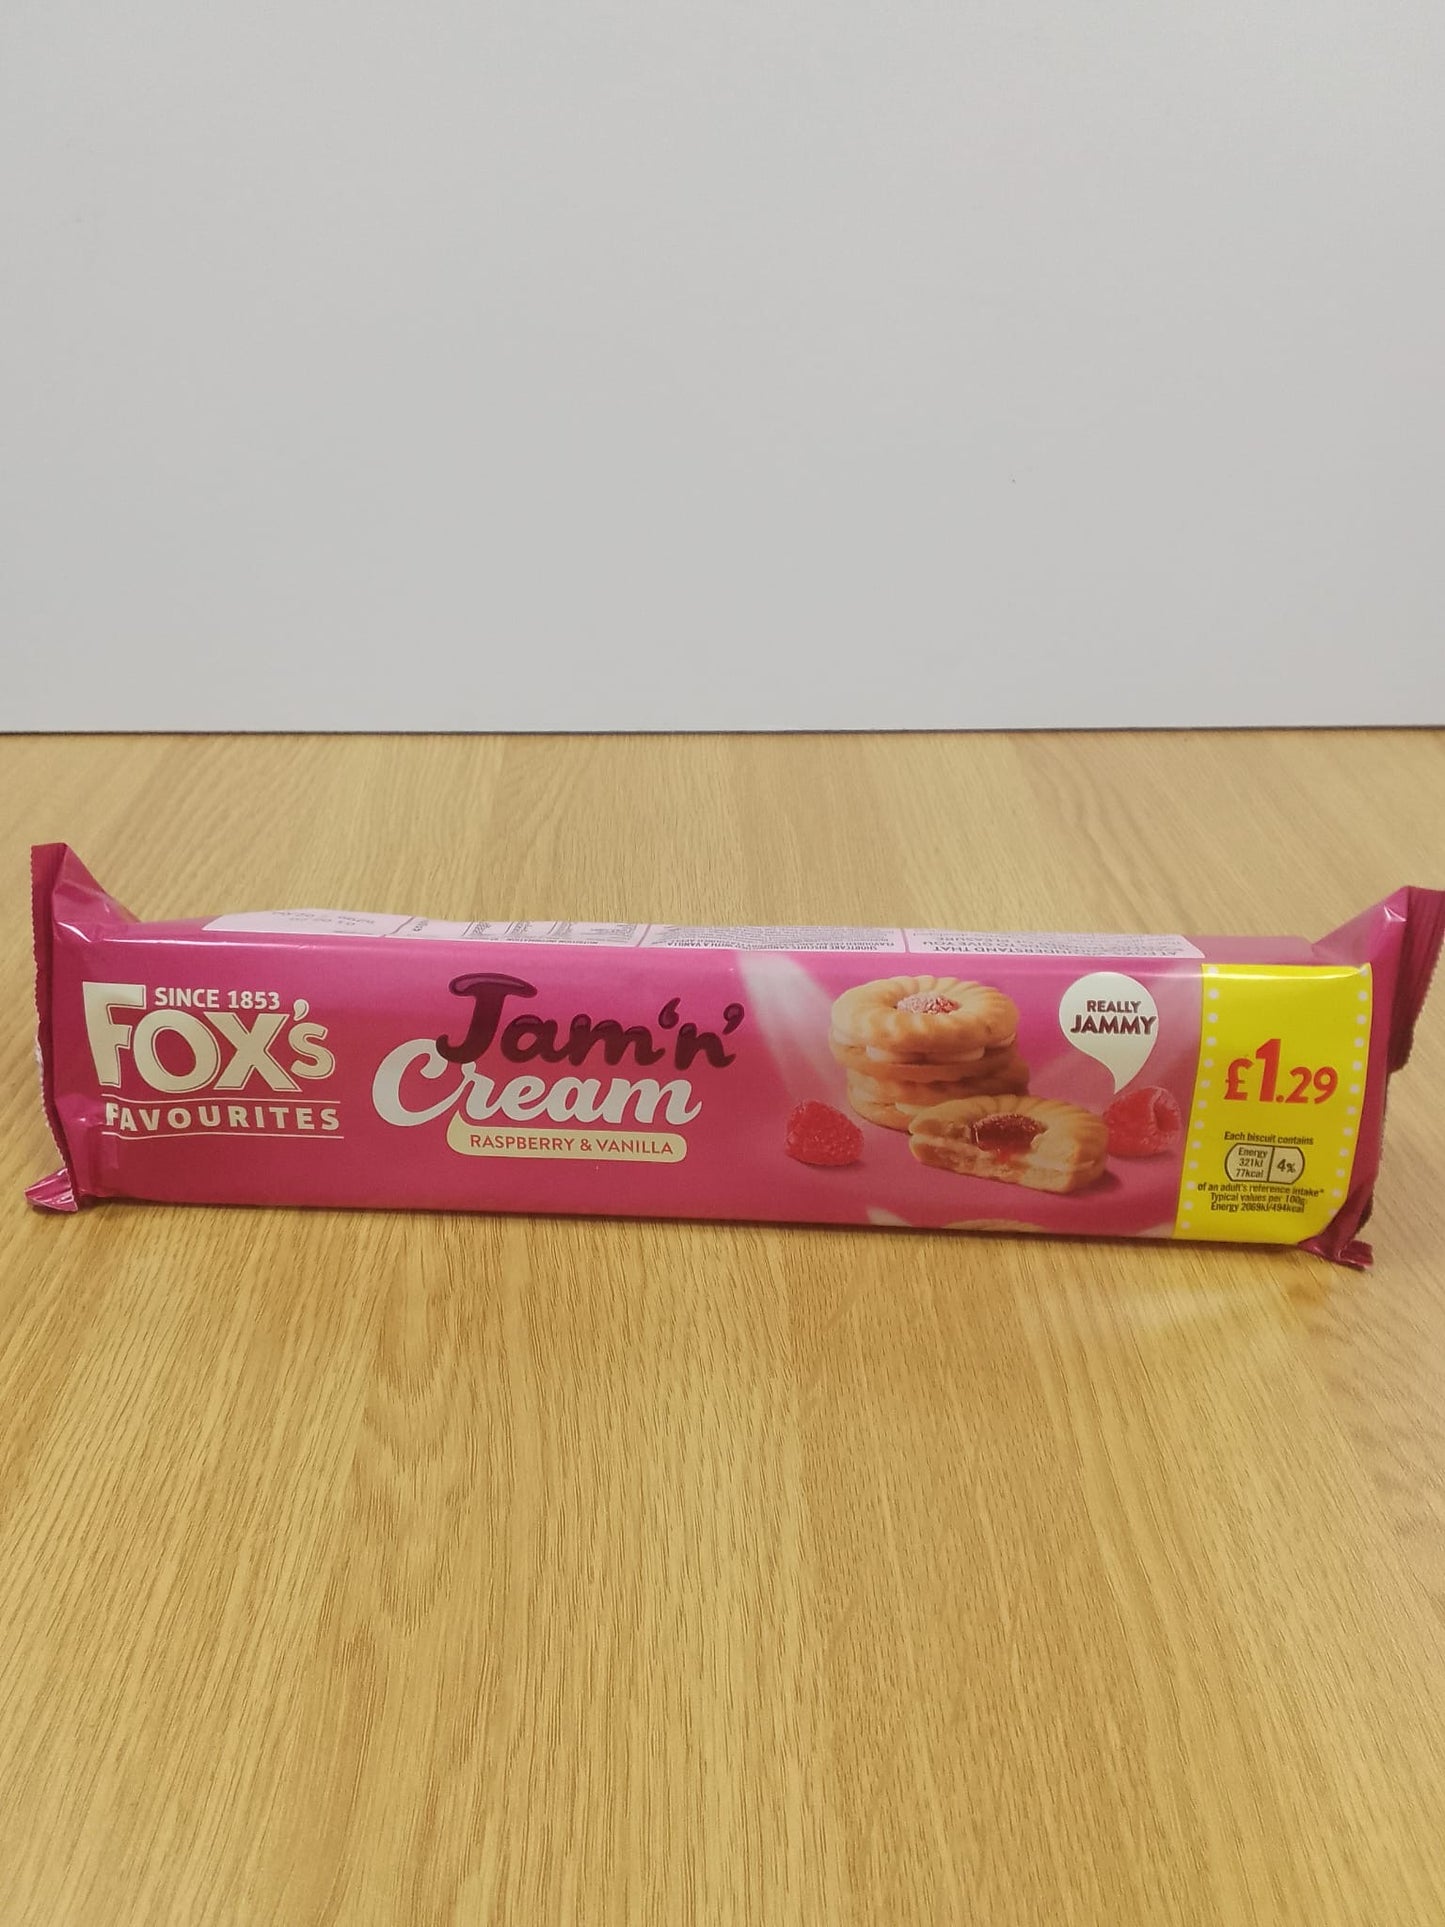 SINCE 1853
FOX's
FAVOURITES
Jam 'n'
Cream
RASPBERRY & VANILLA
REALLY
JAMMY
£1.29
Each biscuit contains
Energy
321kJ
77kcal
4%
of an adult's reference intake*
Typical values per 100g:
Energy 2069kJ/494kcal